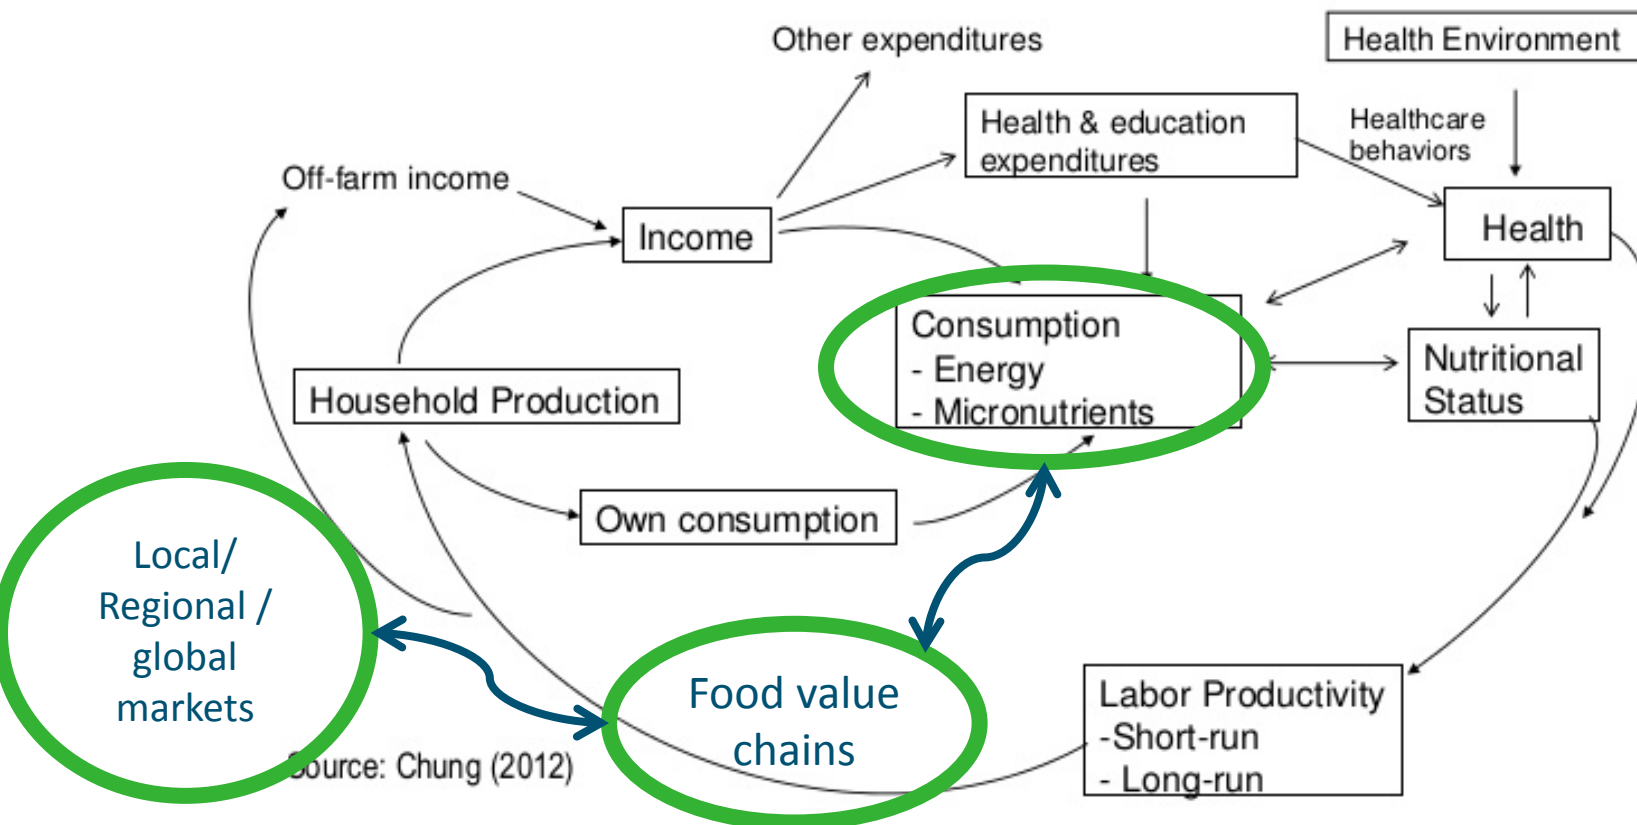 Other expenditures
Health Environment
Health & education
expenditures
Healthcare
behaviors
Off-farm income
Income
Health
Consumption
- Energy
- Micronutrients
Nutritional
Status
Household Production
Own consumption
Local/
Regional /
global
markets
Food value
chains
Labor Productivity
-Short-run
- Long-run
Source: Chung (2012)